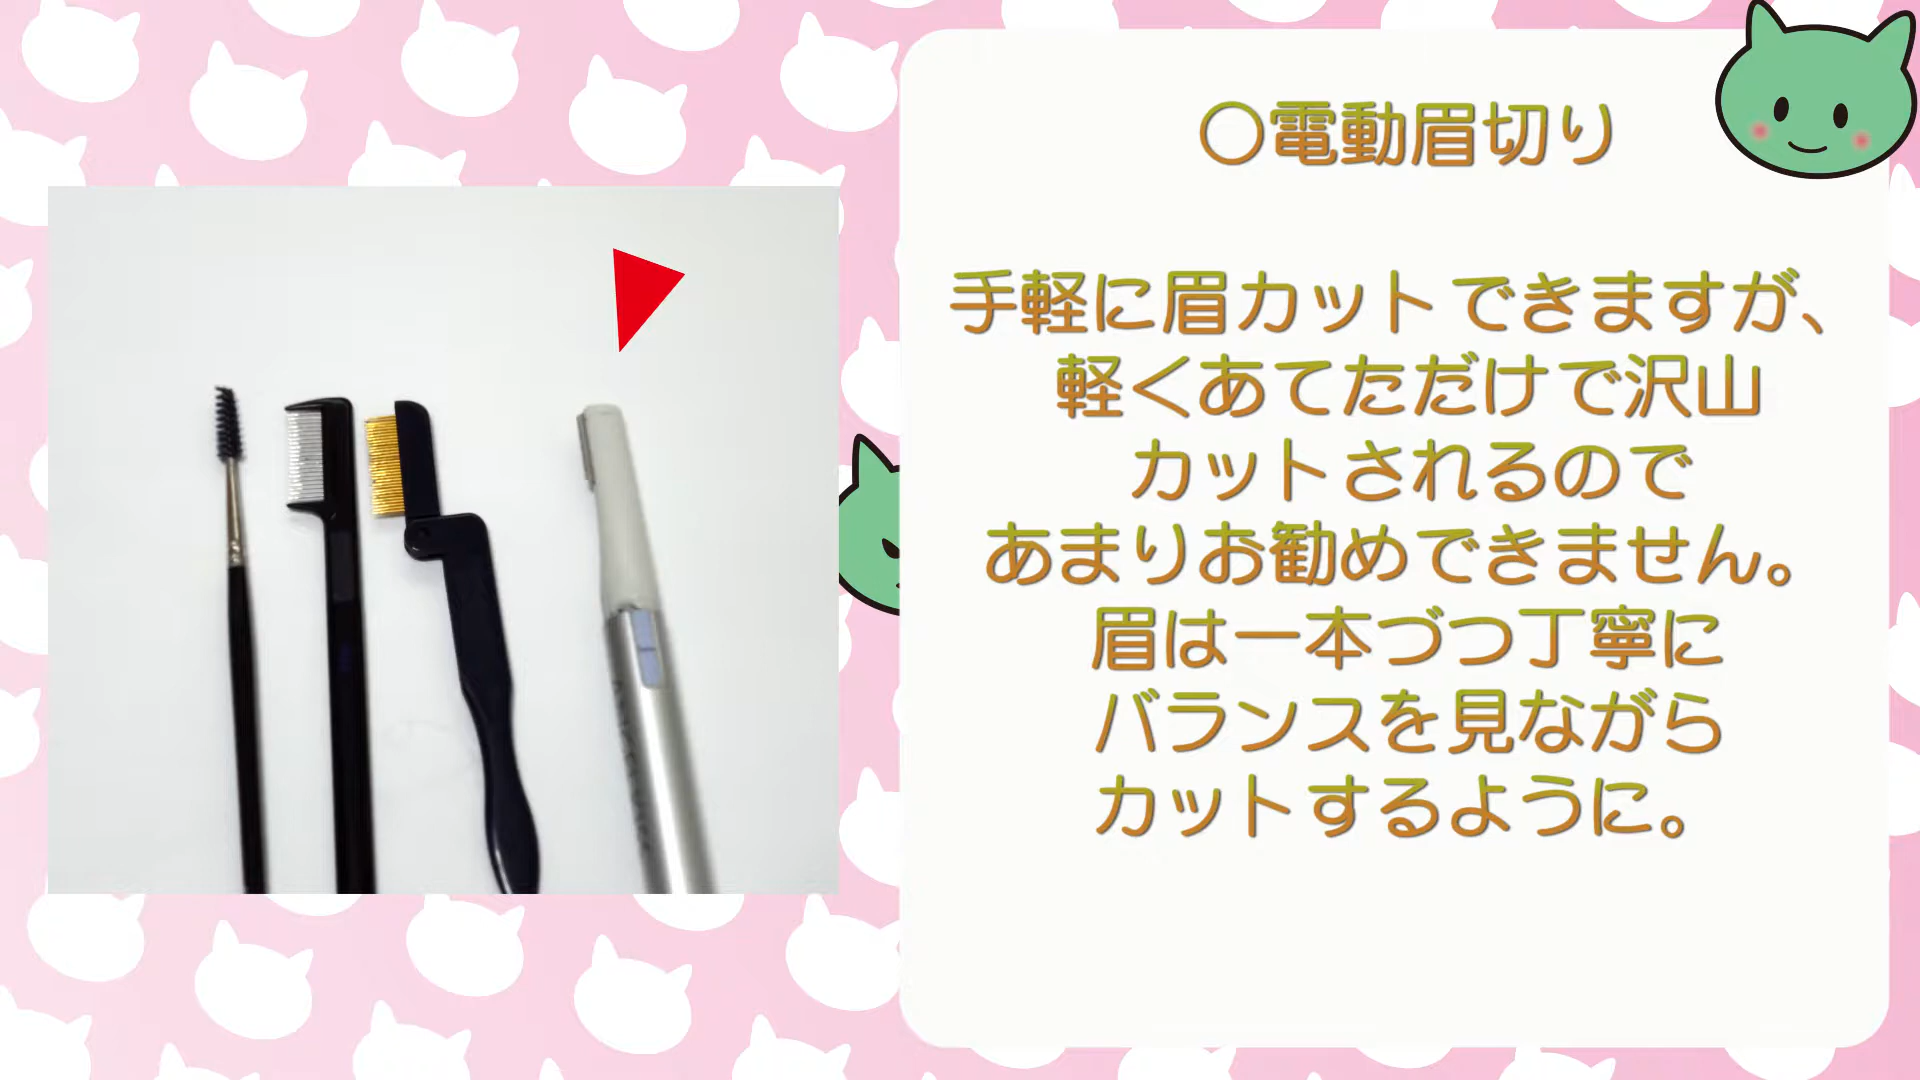 〇電動眉切り
手軽に眉カットできますが、
軽くあてただけで沢山
カットされるので
あまりお勧めできません。
眉は一本づつ丁寧に
バランスを見ながら
カットするように。